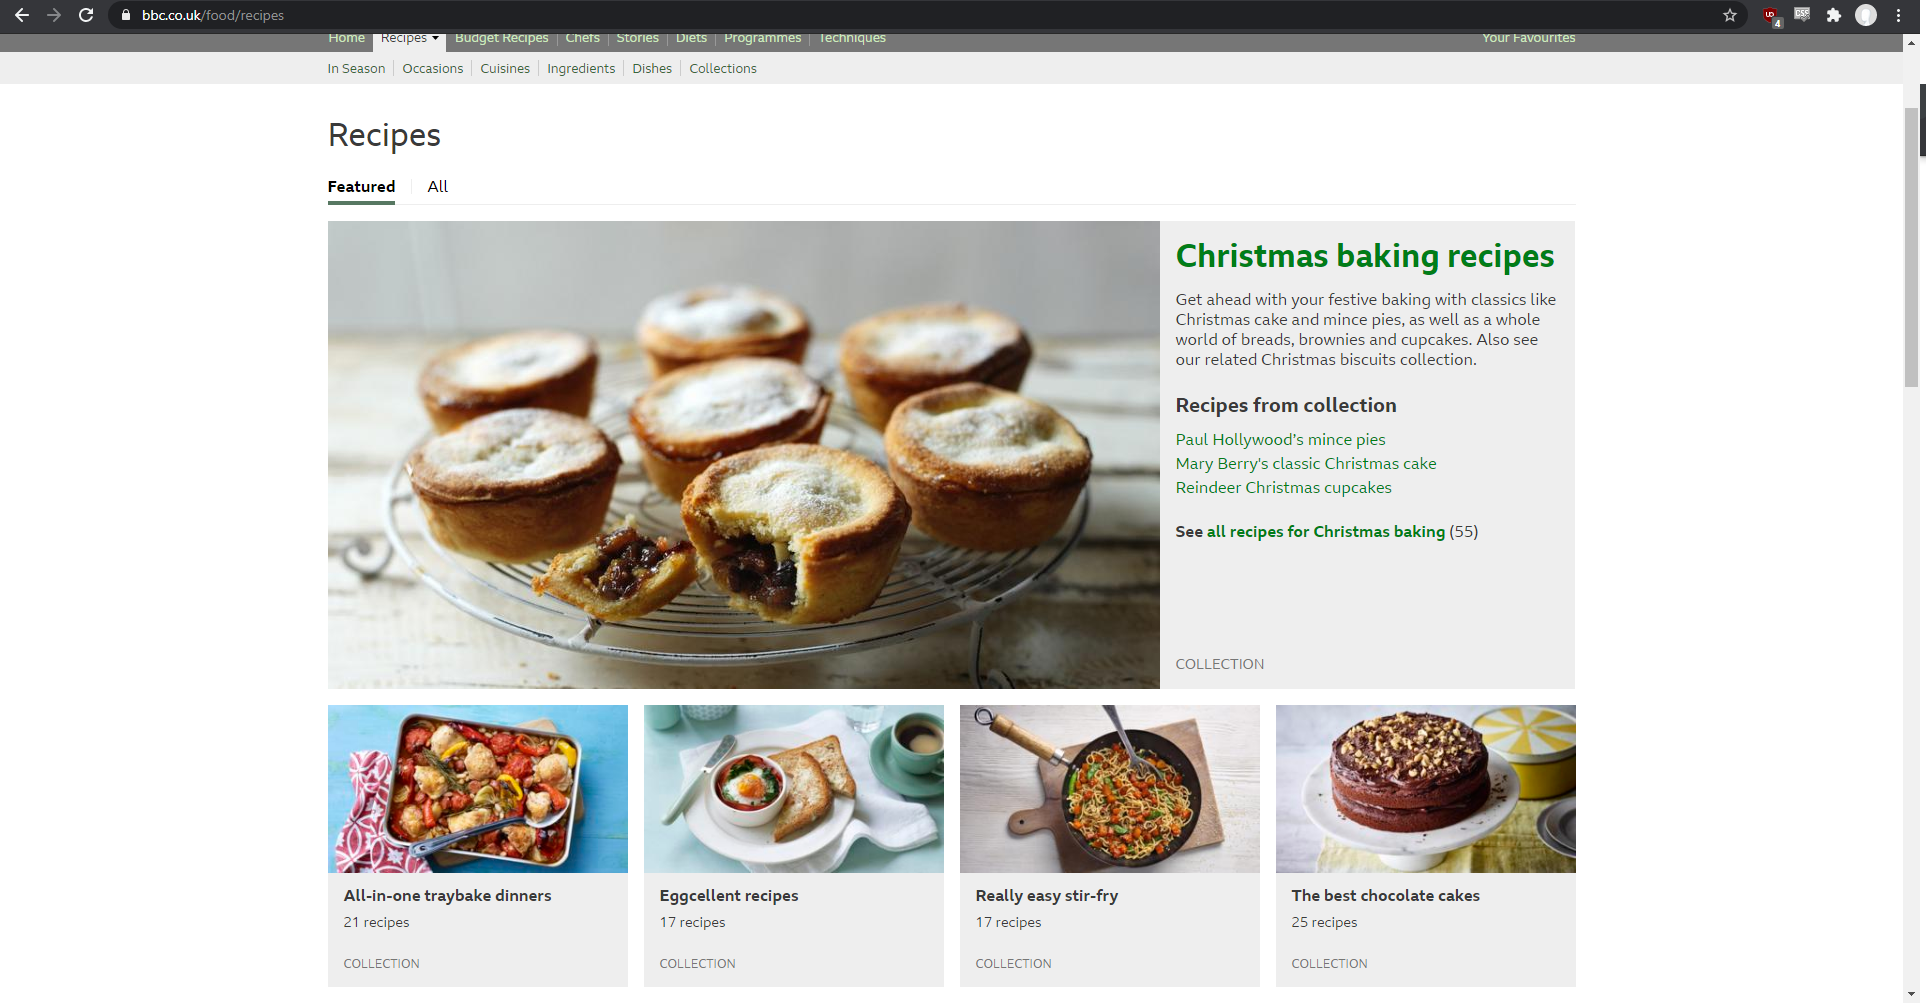 bbc.co.uk/food/recipes
UD
4
CSS
Home Recipes Budget Recipes Chefs Stories Diets Programmes Techniques Your Favourites
In Season Occasions Cuisines Ingredients Dishes Collections
Recipes
Featured All
Christmas baking recipes
Get ahead with your festive baking with classics like
Christmas cake and mince pies, as well as a whole
world of breads, brownies and cupcakes. Also see
our related Christmas biscuits collection.
Recipes from collection
Paul Hollywood’s mince pies
Mary Berry's classic Christmas cake
Reindeer Christmas cupcakes
See all recipes for Christmas baking (55)
COLLECTION
All-in-one traybake dinners
21 recipes
COLLECTION
Eggcellent recipes
17 recipes
COLLECTION
Really easy stir-fry
17 recipes
COLLECTION
The best chocolate cakes
25 recipes
COLLECTION